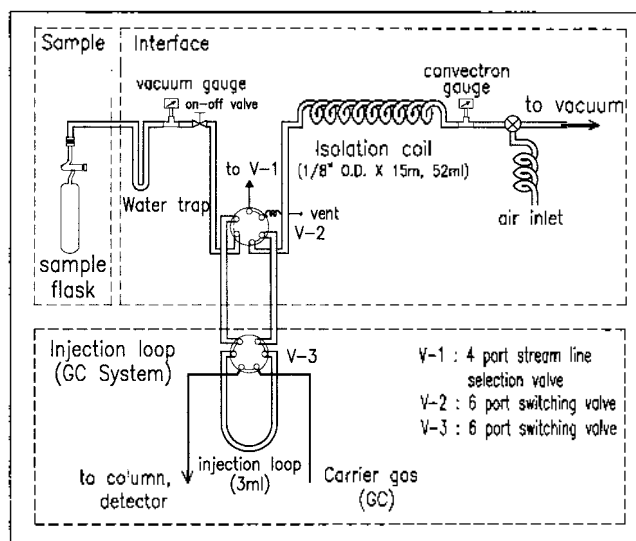 Sample
Interface
vacuum gauge
on-off valve
convectron
gauge
to vacuum
Isolation coil
(1/8" O.D. X 15m, 52ml)
to V-1
Water trap
vent
V-2
air inlet
sample
flask
Injection loop
(GC System)
V-3
V-1 : 4 port stream line
selection valve
V-2 : 6 port switching valve
V-3 : 6 port switching valve
to column,
detector
injection loop
(3ml)
Carrier gas
(GC)